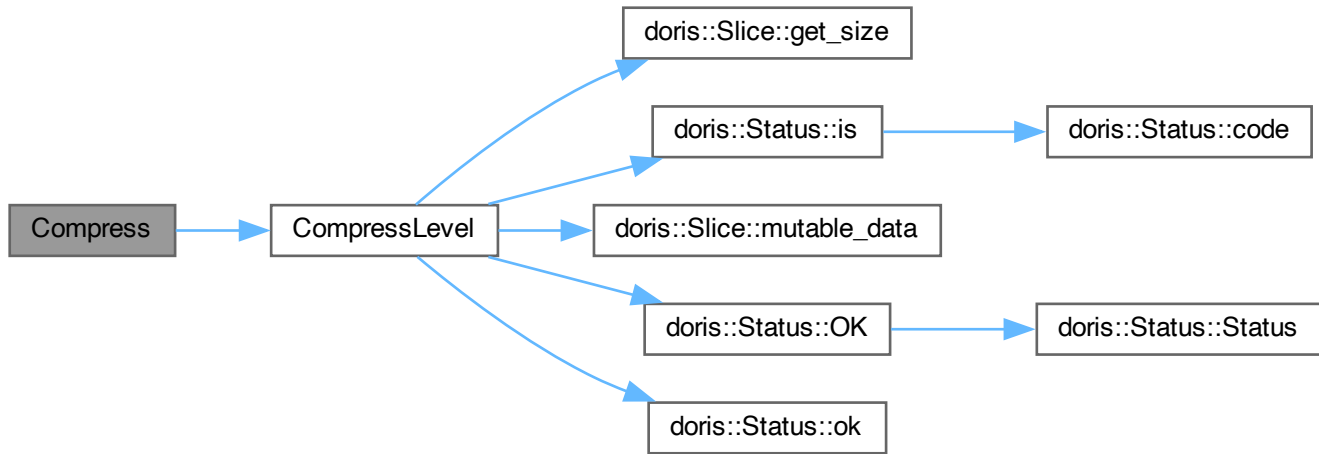 doris::Slice::get_size
doris::Status::is
doris::Status::code
Compress
CompressLevel
doris::Slice::mutable_data
doris::Status::OK
doris::Status::Status
doris::Status::ok